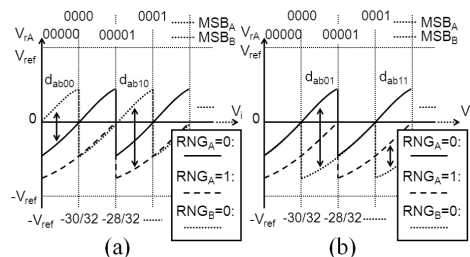 0000 0001 MSB_A
V_rA 00000 00001 MSB_B
V_ref
d_ab00 d_ab10
0 V_i
RNG_A=0:
RNG_A=1:
RNG_B=0:
-V_ref
-V_ref -30/32 -28/32
(a)
0000 0001 MSB_A
V_rA 00000 00001 MSB_B
V_ref
d_ab01 d_ab11
0 V
RNG_A=0:
RNG_A=1:
RNG_B=0:
-V_ref
-V_ref -30/32 -28/32
(b)